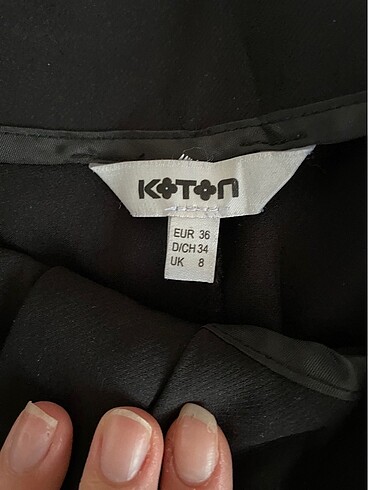 KOTON
EUR 36
D/CH 34
UK 8